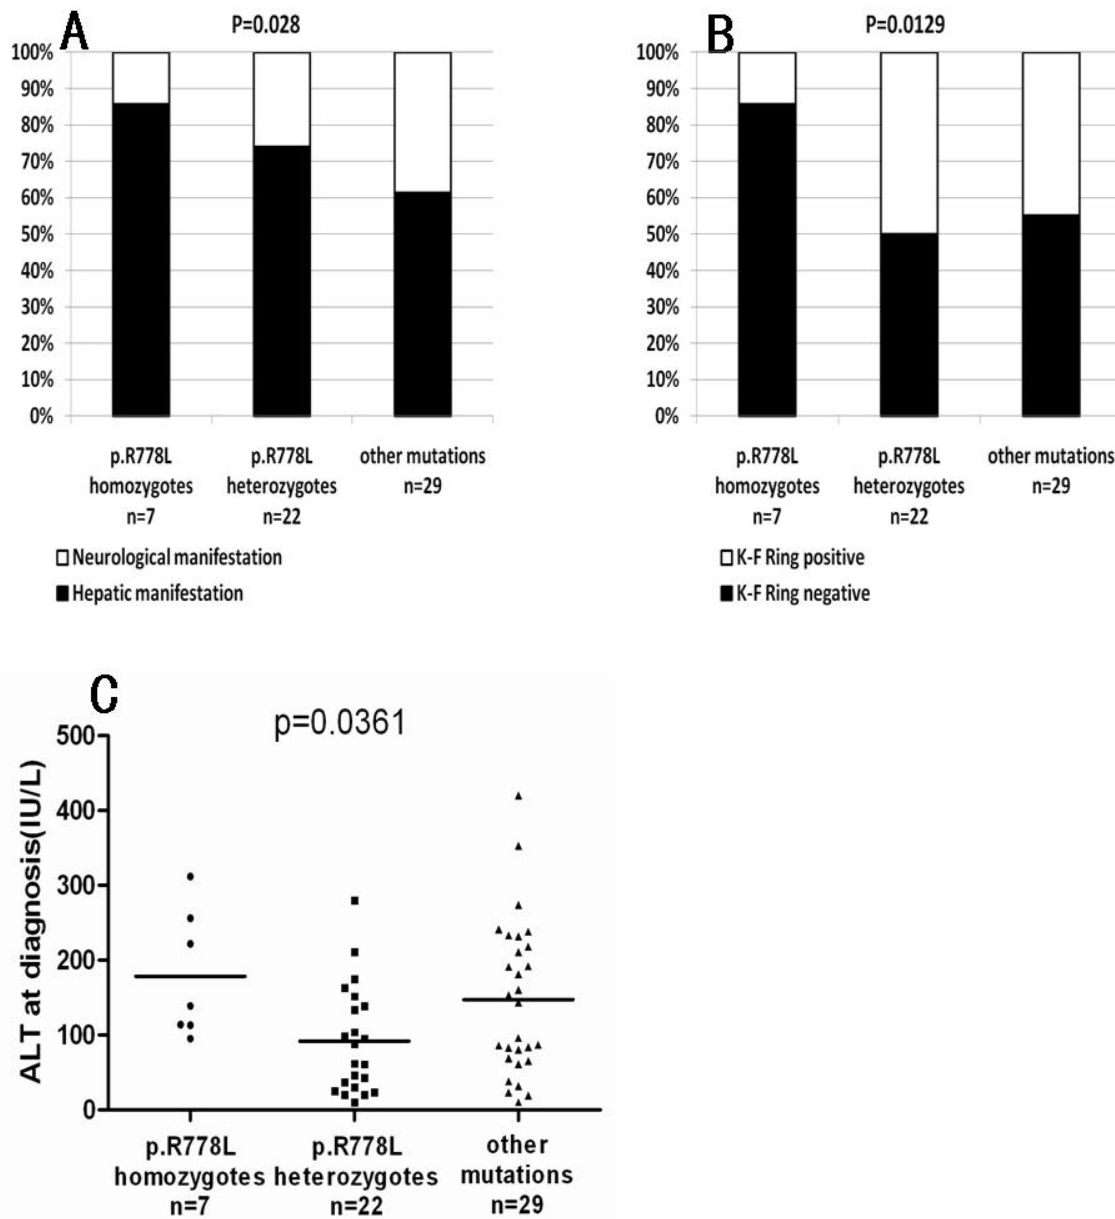 A
P=0.028
100%
90%
80%
70%
60%
50%
40%
30%
20%
10%
0%
p.R778L
homozygotes
n=7
p.R778L
heterozygotes
n=22
other mutations
n=29
Neurological manifestation
Hepatic manifestation
B
P=0.0129
100%
90%
80%
70%
60%
50%
40%
30%
20%
10%
0%
p.R778L
homozygotes
n=7
p.R778L
heterozygotes
n=22
other mutations
n=29
K-F Ring positive
K-F Ring negative
C
p=0.0361
ALT at diagnosis(IU/L)
500
400
300
200
100
0
p.R778L
homozygotes
n=7
p.R778L
heterozygotes
n=22
other
mutations
n=29